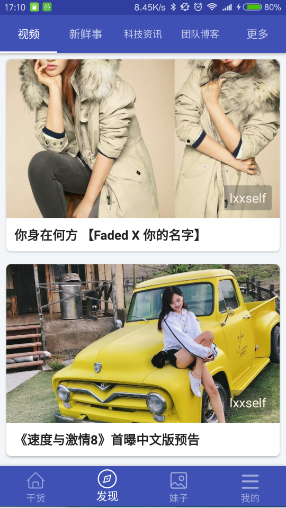 17:10 8.45K/s 80%
视频 新鲜事 科技资讯 团队博客 更多
lxxself
你身在何方 【Faded X 你的名字】
lxxself
《速度与激情8》首曝中文版预告
干货 发现 妹子 我的